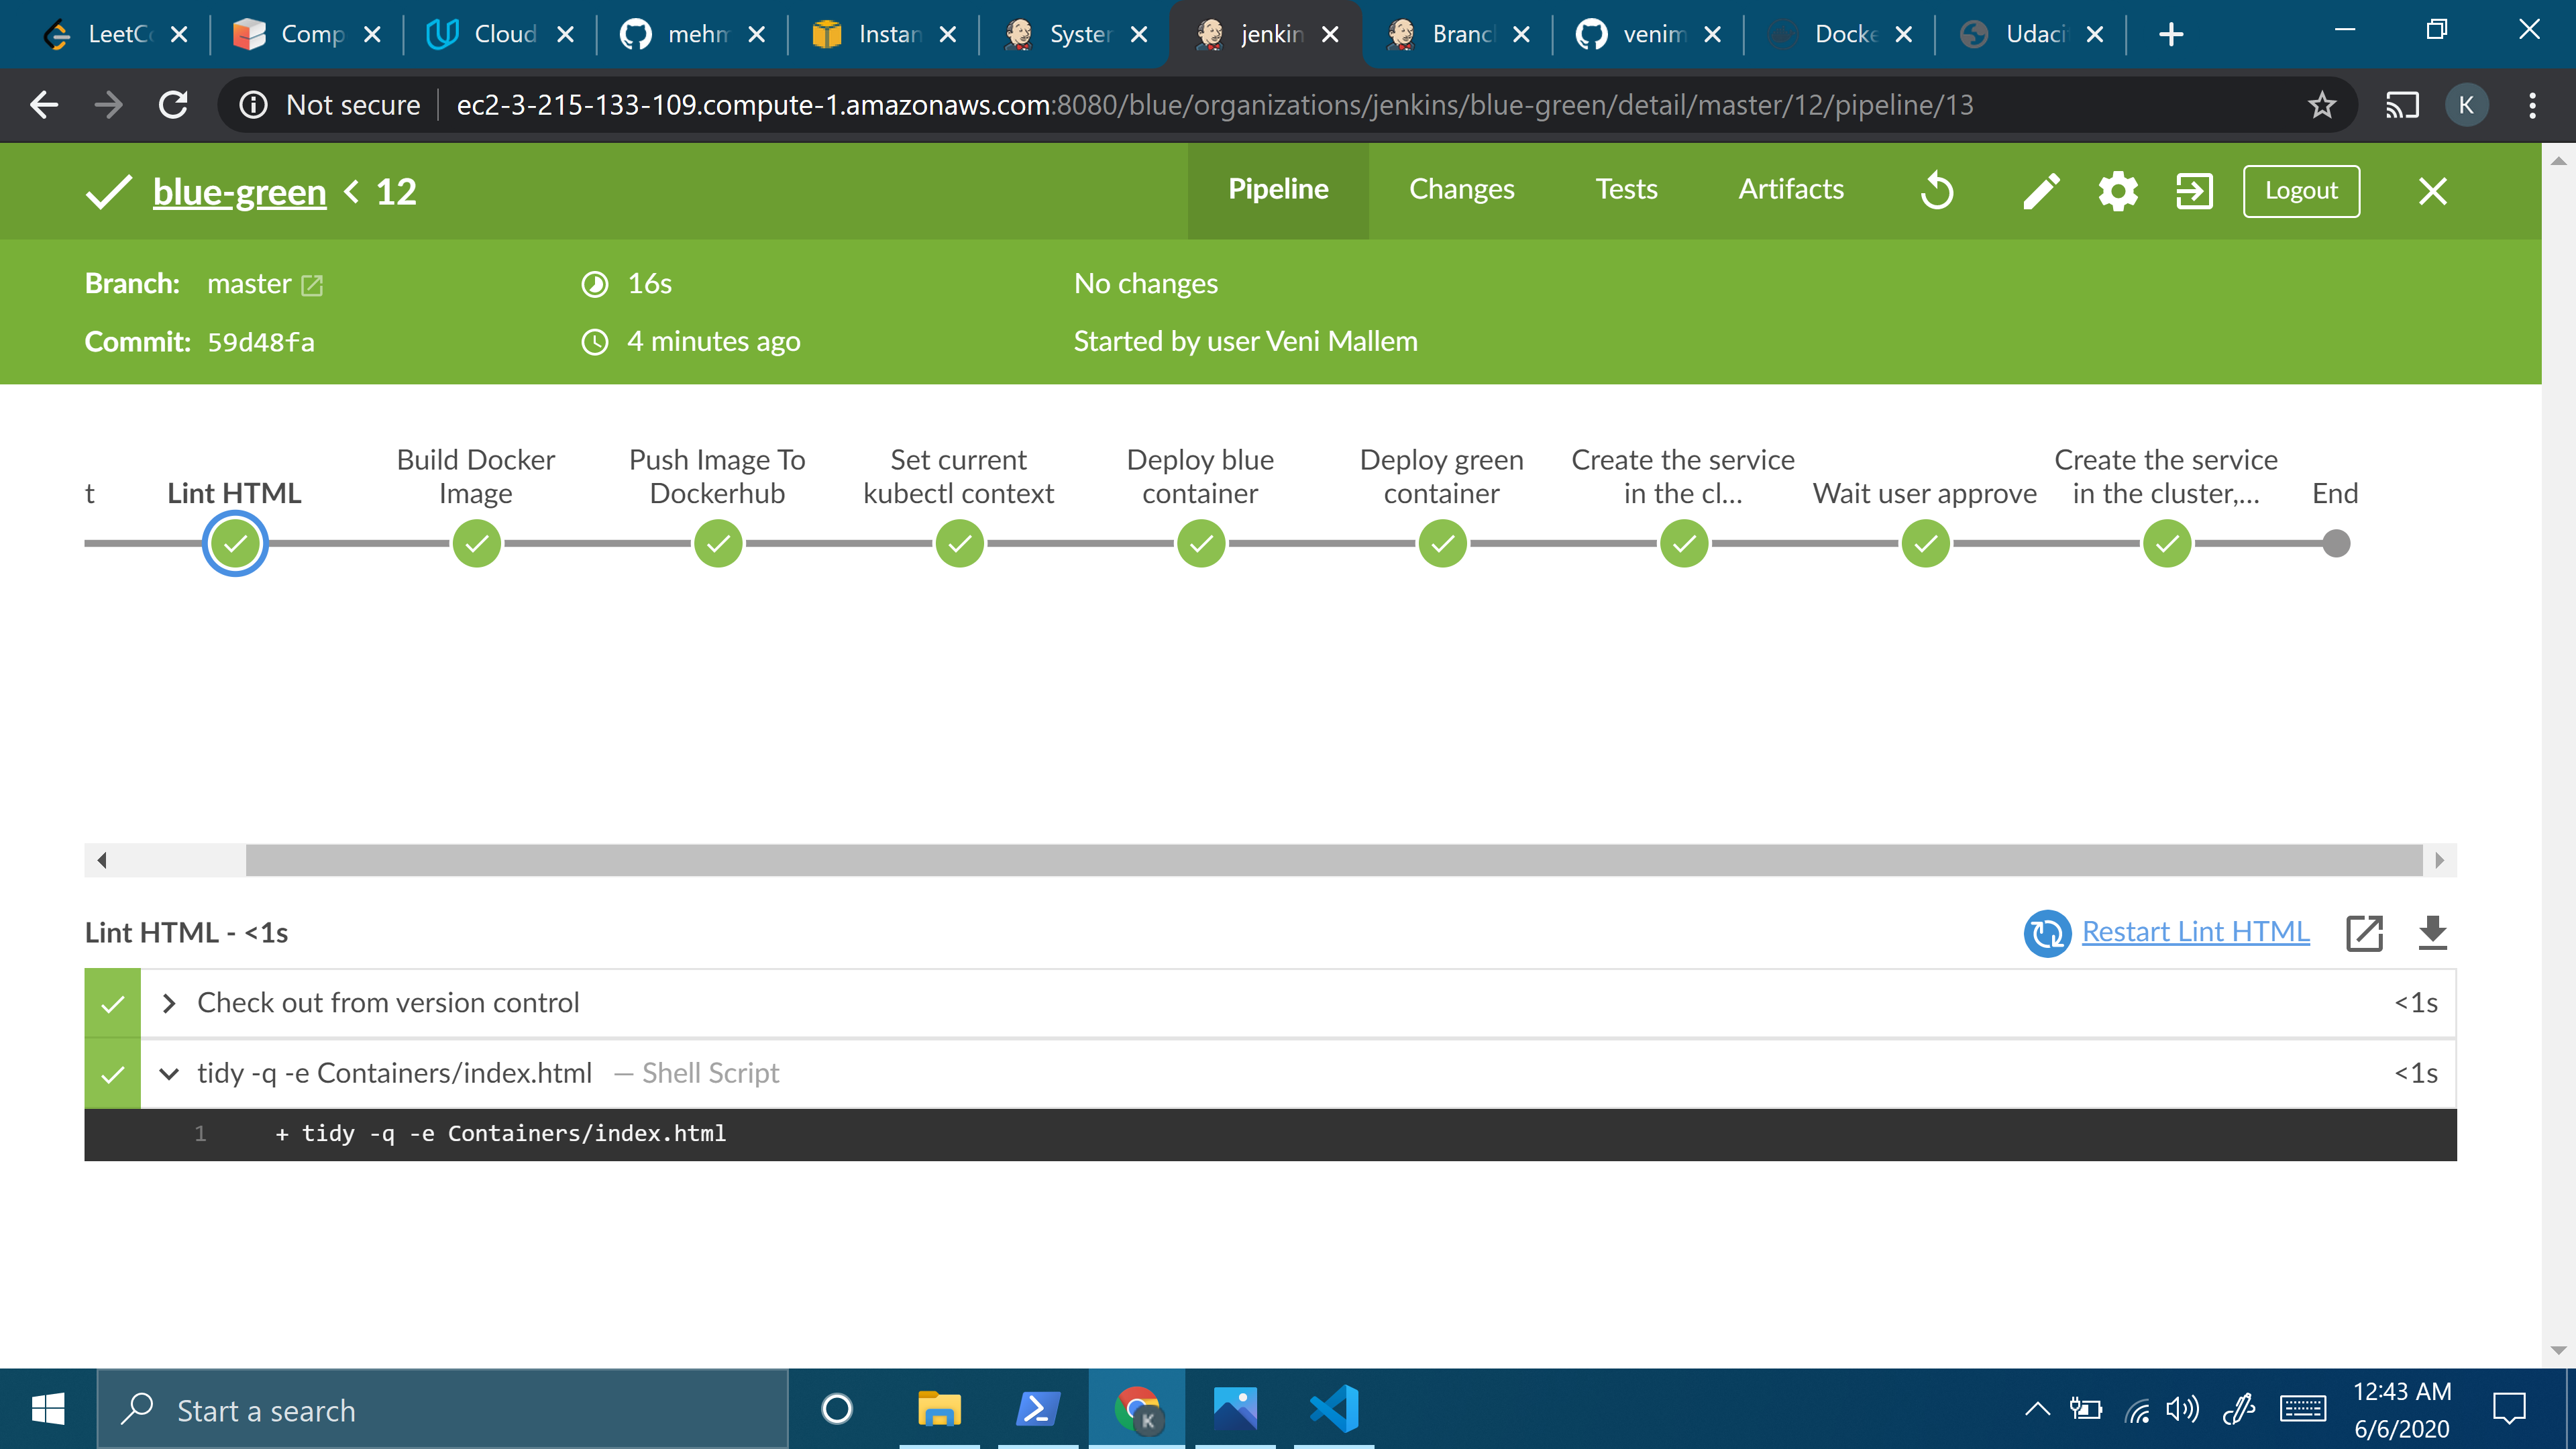 LeetC
Comp
Cloud
mehm
Instan
System
jenkin
Branc
venim
Docke
Udaci
Not secure
ec2-3-215-133-109.compute-1.amazonaws.com:8080/blue/organizations/jenkins/blue-green/detail/master/12/pipeline/13
K
blue-green < 12
Pipeline
Changes
Tests
Artifacts
Logout
Branch: master
16s
No changes
Commit: 59d48fa
4 minutes ago
Started by user Veni Mallem
t
Lint HTML
Build Docker
Image
Push Image To
Dockerhub
Set current
kubectl context
Deploy blue
container
Deploy green
container
Create the service
in the cl...
Wait user approve
Create the service
in the cluster,...
End
Lint HTML - <1s
Restart Lint HTML
Check out from version control
<1s
tidy -q -e Containers/index.html — Shell Script
<1s
1 + tidy -q -e Containers/index.html
Start a search
K
12:43 AM
6/6/2020